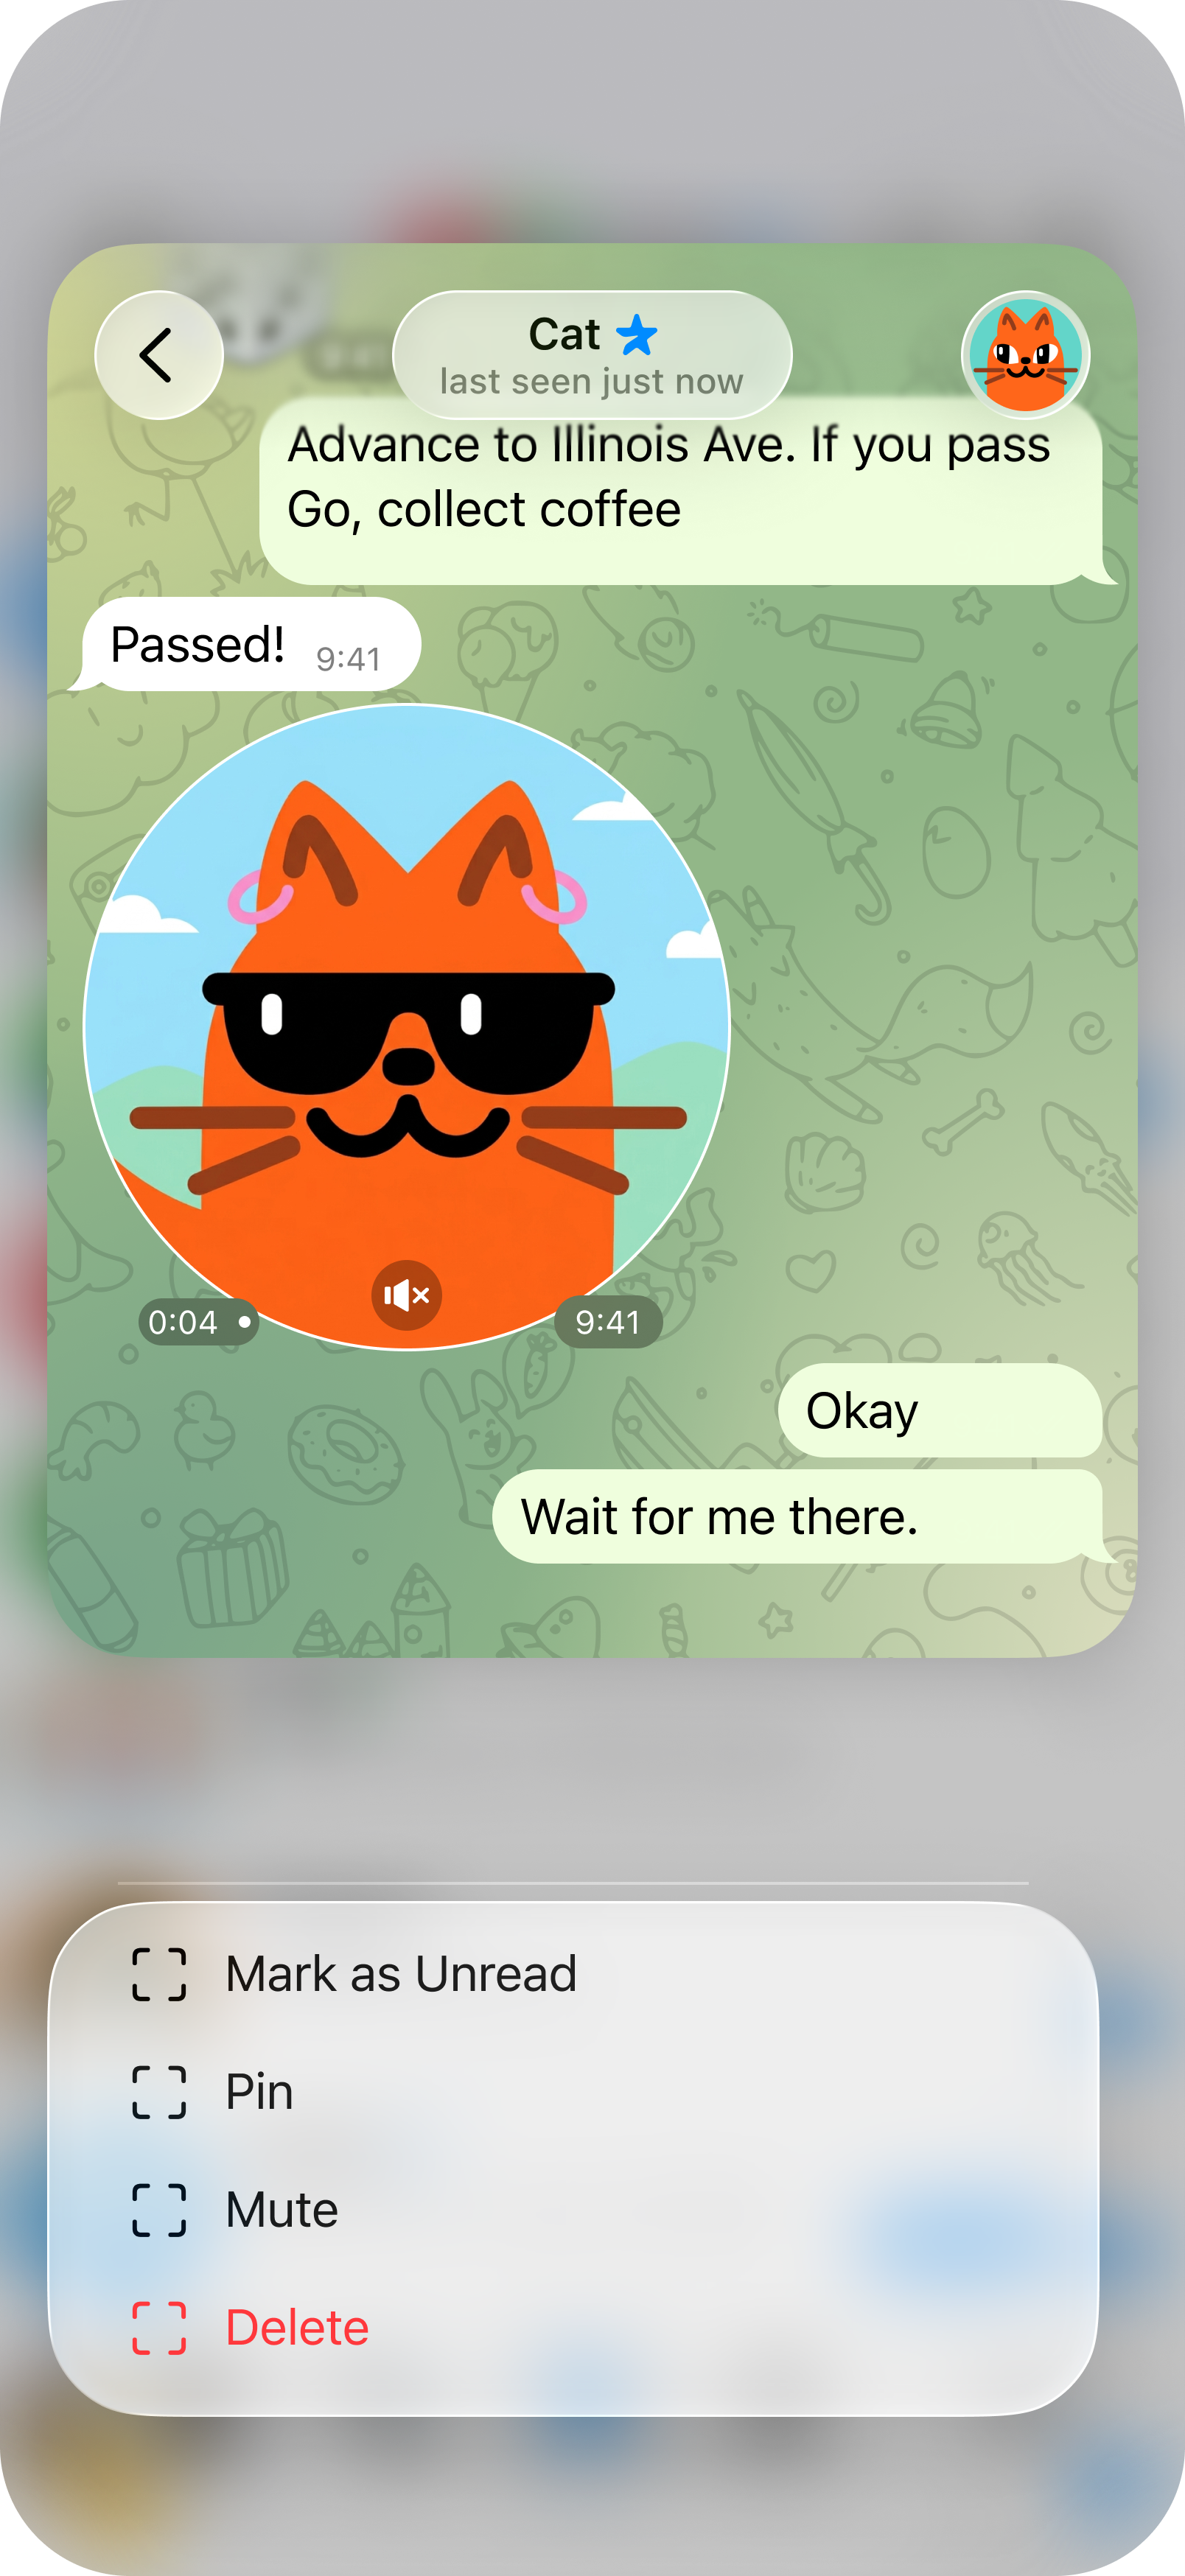 Cat
last seen just now
Advance to Illinois Ave. If you pass
Go, collect coffee
Passed! 9:41
0:04
9:41
Okay
Wait for me there.
Mark as Unread
Pin
Mute
Delete